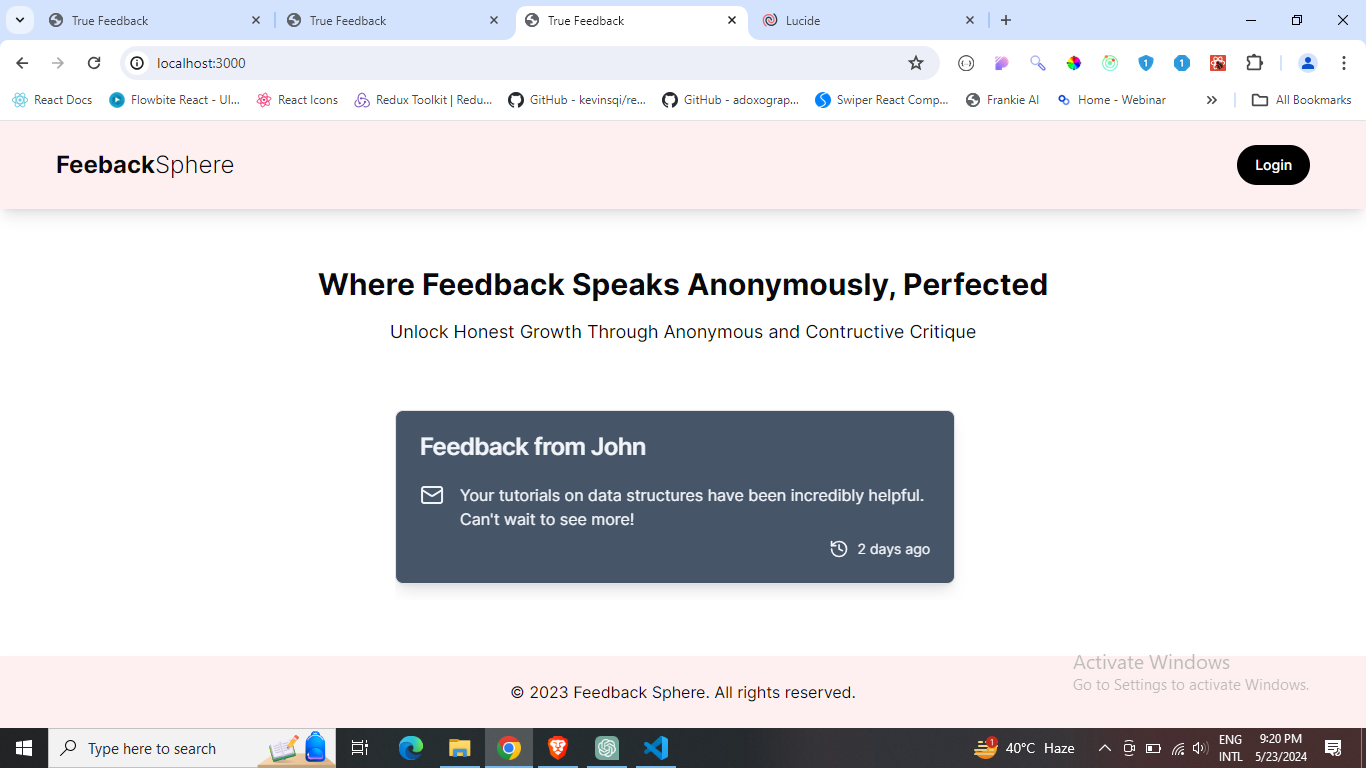 True Feedback
True Feedback
True Feedback
Lucide
localhost:3000
React Docs
Flowbite React - UI...
React Icons
Redux Toolkit | Redu...
GitHub - kevinsqi/re...
GitHub - adoxograp...
Swiper React Comp...
Frankie AI
Home - Webinar
All Bookmarks
FeebackSphere
Login
Where Feedback Speaks Anonymously, Perfected
Unlock Honest Growth Through Anonymous and Contructive Critique
Feedback from John
Your tutorials on data structures have been incredibly helpful.
Can't wait to see more!
2 days ago
Activate Windows
Go to Settings to activate Windows.
© 2023 Feedback Sphere. All rights reserved.
Type here to search
1
40°C Haze
ENG
INTL
9:20 PM
5/23/2024